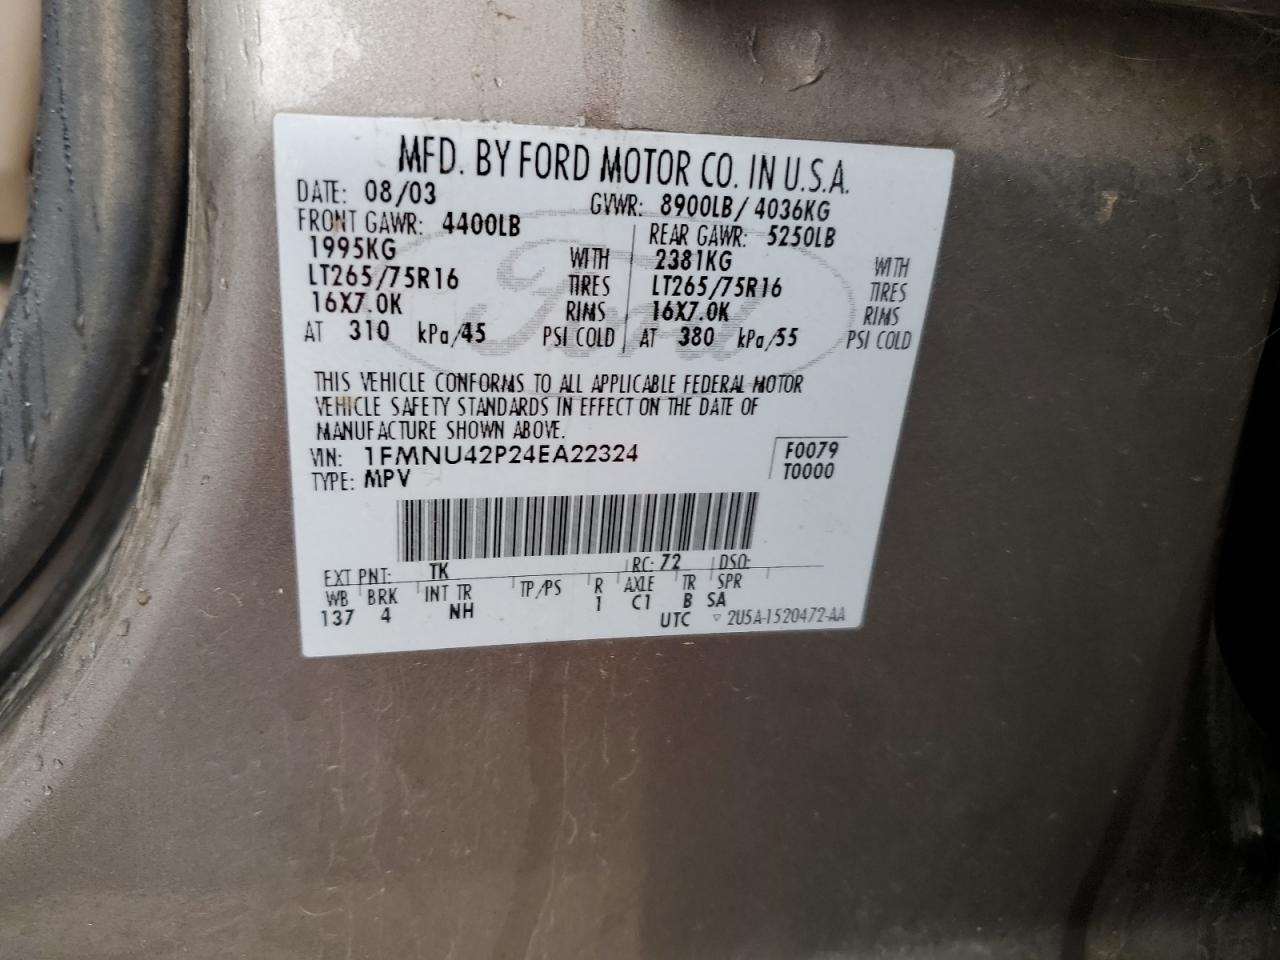 MFD. BY FORD MOTOR CO. IN U.S.A.
DATE: 08/03 GVWR: 8900LB/ 4036KG
FRONT GAWR: 4400LB REAR GAWR: 5250LB
1995KG WITH 2381KG WITH
LT265/75R16 TIRES LT265/75R16 TIRES
16X7.0K RIMS 16X7.0K RIMS
AT 310 kPa/45 PSI COLD AT 380 kPa/55 PSI COLD
Ford
THIS VEHICLE CONFORMS TO ALL APPLICABLE FEDERAL MOTOR
VEHICLE SAFETY STANDARDS IN EFFECT ON THE DATE OF
MANUFACTURE SHOWN ABOVE.
VIN: 1FMNU42P24EA22324 F0079
TYPE: MPV T0000
EXT PNT: TK RC: 72 DSO:
WB BRK INT TR TP/PS R AXLE TR SPR
137 4 NH 1 C1 B SA
UTC ▽ 2U5A-1520472-AA